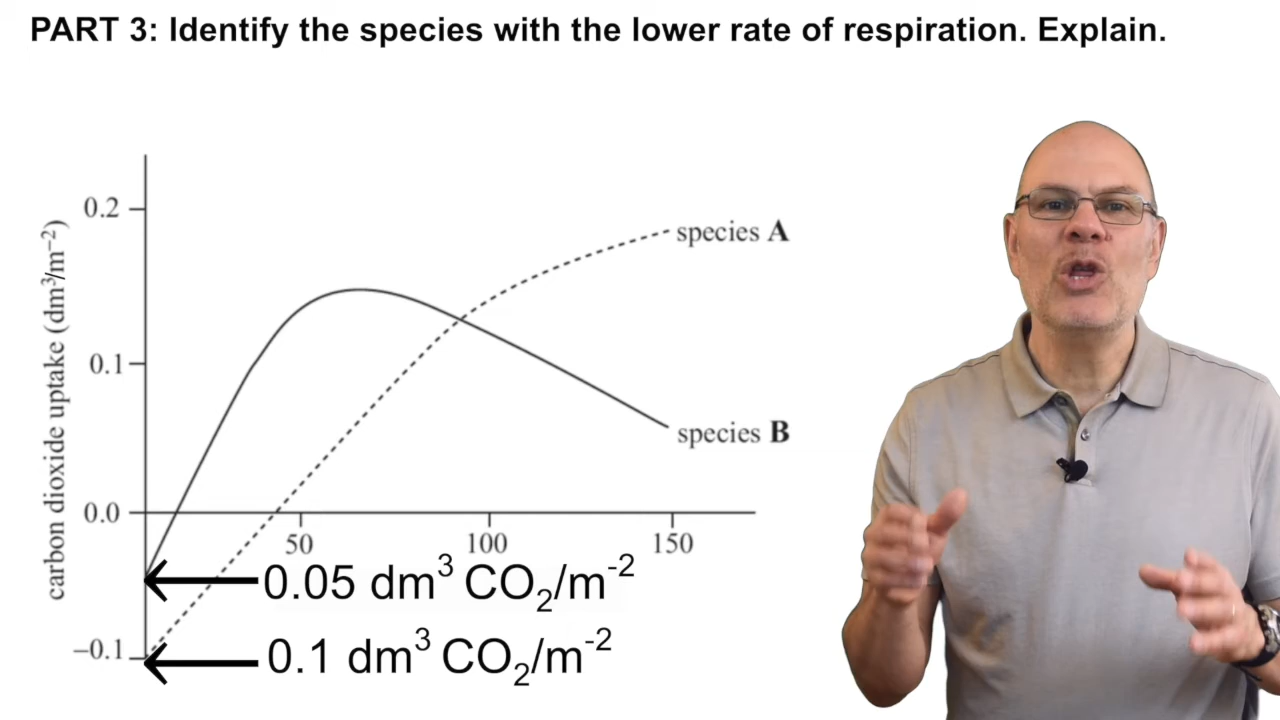 PART 3: Identify the species with the lower rate of respiration. Explain.
carbon dioxide uptake (dm³/m⁻²)
0.2
0.1
0.0
–0.1
50
100
150
species A
species B
0.05 dm³ CO₂/m⁻²
0.1 dm³ CO₂/m⁻²